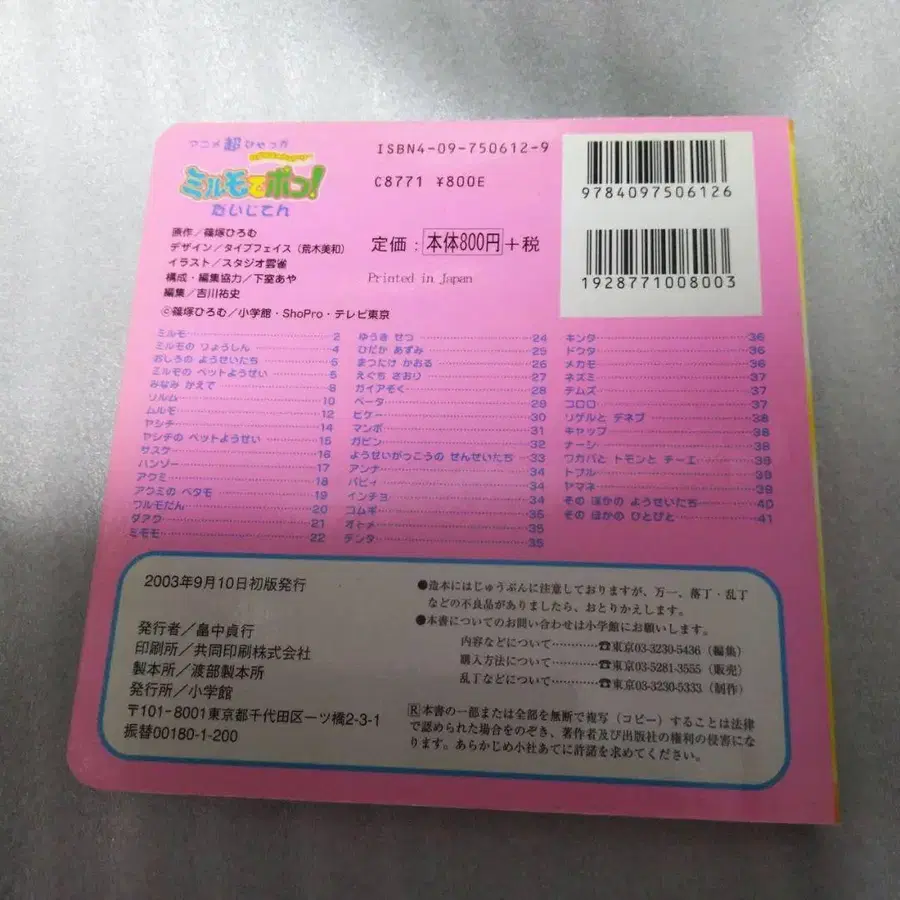 アニメ超ひゃっか
ミルモでポン!
だいじてん
原作/篠塚ひろむ
デザイン/タイプフェイス(荒木美和)
イラスト/スタジオ雲雀
構成・編集協力/下室あや
編集/吉川祐史
©篠塚ひろむ/小学館・ShoPro・テレビ東京
ISBN4-09-750612-9
C8771 ¥800E
定価:本体800円+税
Printed in Japan
9784097506126
1928771008003
ミルモ 2
ミルモの りょうしん 4
おしろの ようせいたち 5
ミルモの ペットようせい 5
みなみ かえで 8
リルム 10
ムルモ 12
ヤシチ 14
ヤシチの ペットようせい 15
サスケ 16
ハンゾー 17
アクミ 18
アクミの ベタモ 19
ワルモだん 20
ダアク 21
ミモモ 22
ゆうき せつ 24
ひだか あずみ 25
まつたけ かおる 26
えぐち さおり 27
ガイアぞく 28
ベータ 29
ピケー 30
マンボ 31
ガビン 32
ようせいがっこうの せんせいたち 33
アンナ 34
パピィ 34
インチョ 34
コムギ 35
オトメ 35
テンタ 35
キンタ 36
ドクタ 36
メカモ 36
ネズミ 37
テムズ 37
コロロ 37
リゲルと デネブ 38
キャップ 38
ナージ 38
ワカバと トモンと チーエ 39
トプル 39
ヤマネ 39
その ほかの ようせいたち 40
その ほかの ひとびと 41
2003年9月10日初版発行
発行者/畠中貞行
印刷所/共同印刷株式会社
製本所/渡部製本所
発行所/小学館
〒101-8001東京都千代田区一ツ橋2-3-1
振替00180-1-200
●造本にはじゅうぶんに注意しておりますが、万一、落丁・乱丁
などの不良品がありましたら、おとりかえします。
●本書についてのお問い合わせは小学館にお願いします。
内容などについて…………☎東京03-3230-5436(編集)
購入方法について…………☎東京03-5281-3555(販売)
乱丁などについて…………☎東京03-3230-5333(制作)
Ⓡ本書の一部または全部を無断で複写(コピー)することは法律
で認められた場合をのぞき、著作者及び出版社の権利の侵害にな
ります。あらかじめ小社あてに許諾を求めてください。